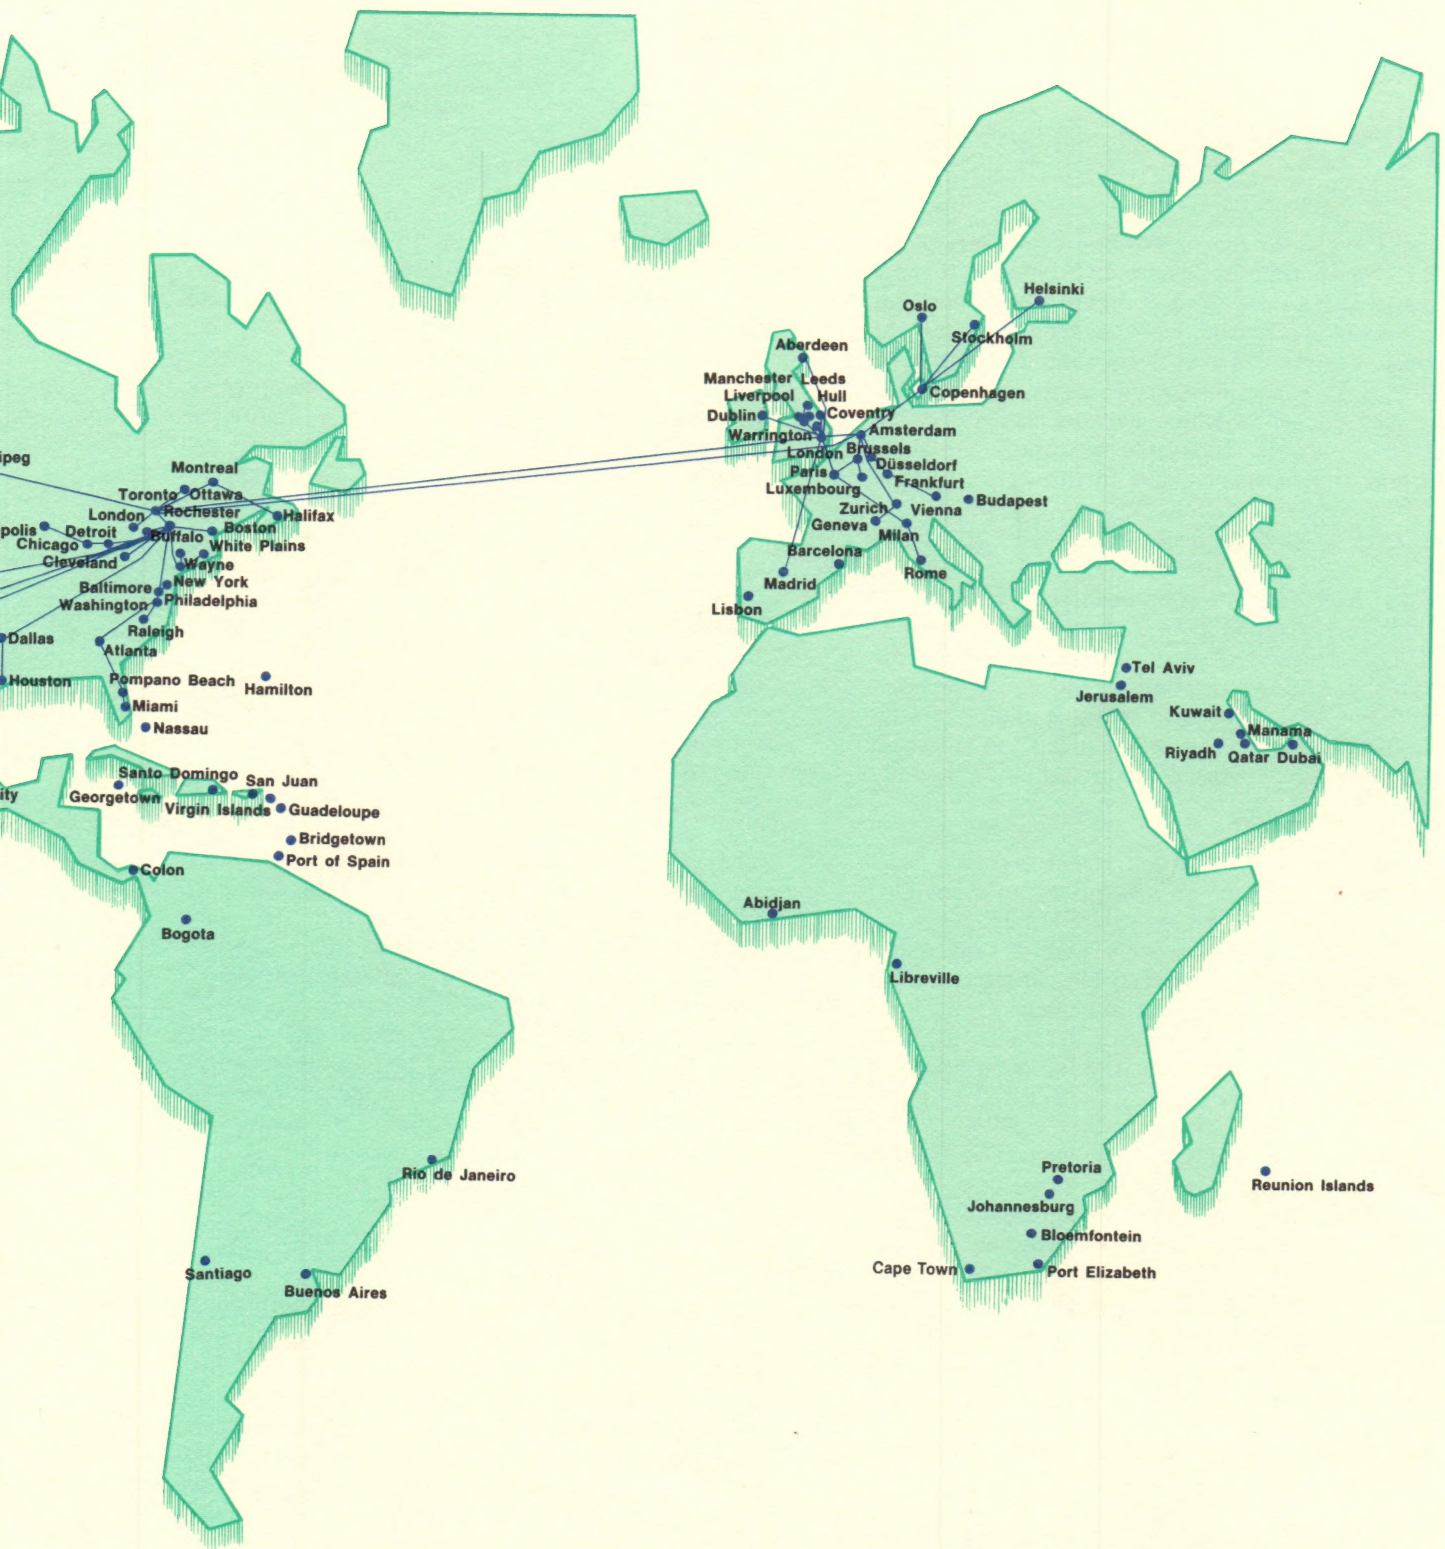 Helsinki
Oslo
Stockholm
Aberdeen
Manchester Leeds
Copenhagen
Liverpool Hull
Dublin
Coventry
Warrington
Amsterdam
London Brussels
ipeg
Montreal
Paris
Düsseldorf
Frankfurt
Toronto Ottawa
Luxembourg
Budapest
London Rochester
Halifax
Zurich Vienna
polis Detroit
Boston
Geneva
Chicago
Buffalo
White Plains
Milan
Cleveland
Wayne
Barcelona
Rome
Baltimore
New York
Madrid
Washington
Philadelphia
Lisbon
Raleigh
Dallas
Atlanta
Tel Aviv
Houston
Pompano Beach
Hamilton
Jerusalem
Miami
Kuwait
Nassau
Manama
Riyadh Qatar Dubai
Santo Domingo
San Juan
ity
Georgetown
Virgin Islands
Guadeloupe
Bridgetown
Port of Spain
Colon
Abidjan
Bogota
Libreville
Rio de Janeiro
Pretoria
Reunion Islands
Johannesburg
Bloemfontein
Santiago
Cape Town
Port Elizabeth
Buenos Aires